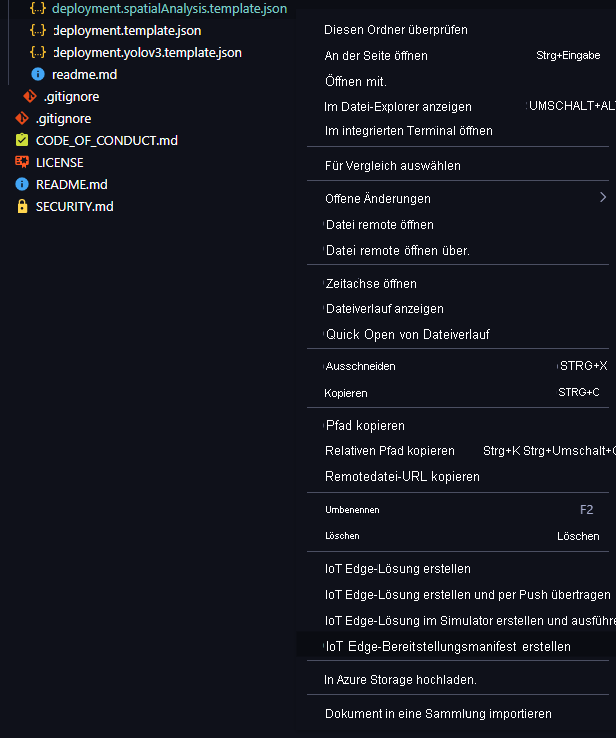 deployment.spatialAnalysis.template.json
deployment.template.json
deployment.yolov3.template.json
readme.md
.gitignore
.gitignore
CODE_OF_CONDUCT.md
LICENSE
README.md
SECURITY.md
Diesen Ordner überprüfen
An der Seite öffnen Strg+Eingabe
Öffnen mit.
Im Datei-Explorer anzeigen UMSCHALT+AL
Im integrierten Terminal öffnen
Für Vergleich auswählen
Offene Änderungen
Datei remote öffnen
Datei remote öffnen über.
Zeitachse öffnen
Dateiverlauf anzeigen
Quick Open von Dateiverlauf
Ausschneiden STRG+X
Kopieren STRG+C
Pfad kopieren
Relativen Pfad kopieren Strg+K Strg+Umschalt+C
Remotedatei-URL kopieren
Umbenennen F2
Löschen Löschen
IoT Edge-Lösung erstellen
IoT Edge-Lösung erstellen und per Push übertragen
IoT Edge-Lösung im Simulator erstellen und ausführe
IoT Edge-Bereitstellungsmanifest erstellen
In Azure Storage hochladen.
Dokument in eine Sammlung importieren